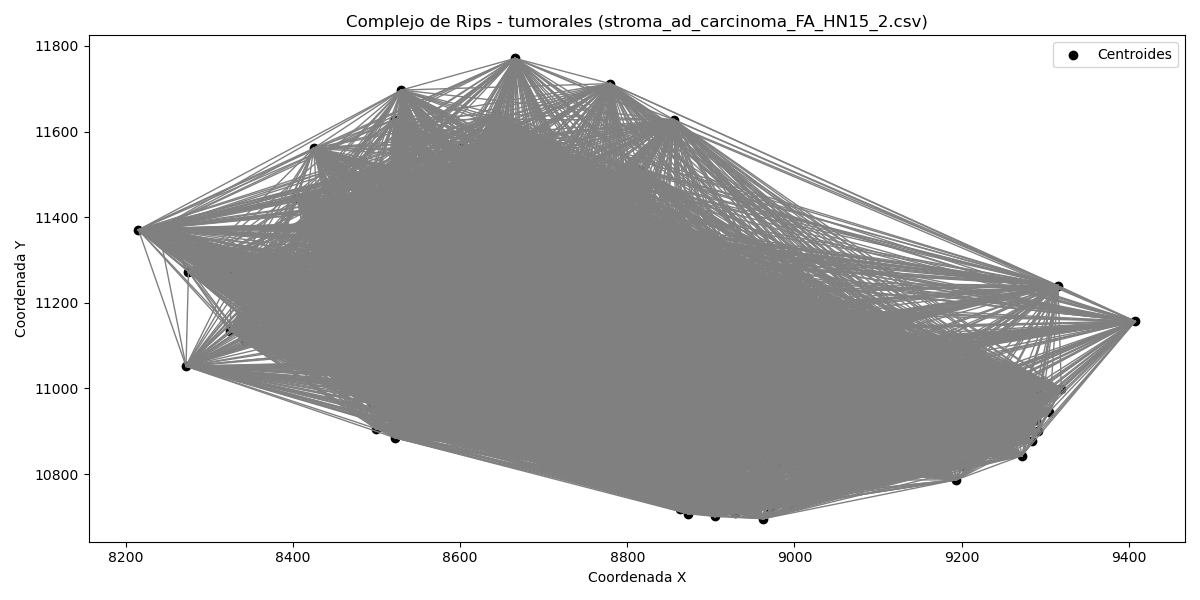 Complejo de Rips - tumorales (stroma_ad_carcinoma_FA_HN15_2.csv)
Centroides
Coordenada Y
11800
11600
11400
11200
11000
10800
8200 8400 8600 8800 9000 9200 9400
Coordenada X